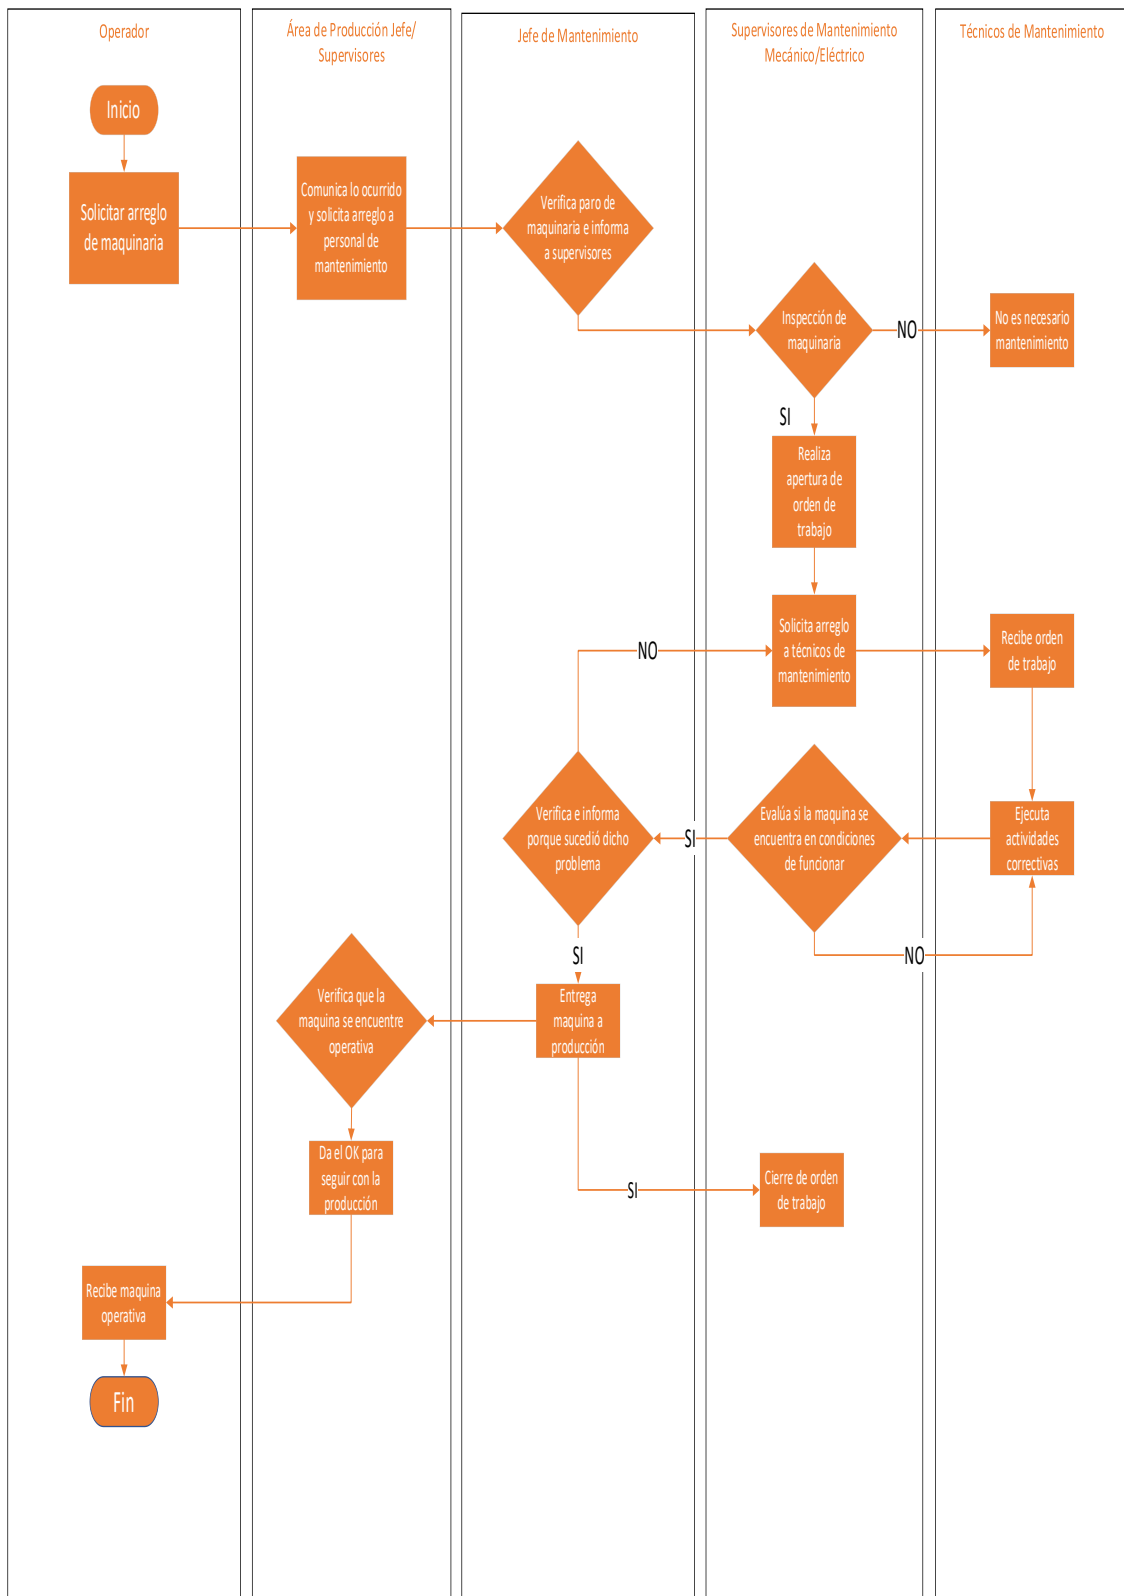 Operador
Área de Producción Jefe/
Supervisores
Jefe de Mantenimiento
Supervisores de Mantenimiento
Mecánico/Eléctrico
Técnicos de Mantenimiento
Inicio
Solicitar arreglo
de maquinaria
Comunica lo ocurrido
y solicita arreglo a
personal de
mantenimiento
Verifica paro de
maquinaria e informa
a supervisores
Inspección de
maquinaria
NO
No es necesario
mantenimiento
SI
Realiza
apertura de
orden de
trabajo
Solicita arreglo
a técnicos de
mantenimiento
Recibe orden
de trabajo
NO
Ejecuta
actividades
correctivas
Evalúa si la maquina se
encuentra en condiciones
de funcionar
SI
NO
Verifica e informa
porque sucedió dicho
problema
SI
Entrega
maquina a
producción
Verifica que la
maquina se encuentre
operativa
Da el OK para
seguir con la
producción
SI
Cierre de orden
de trabajo
Recibe maquina
operativa
Fin